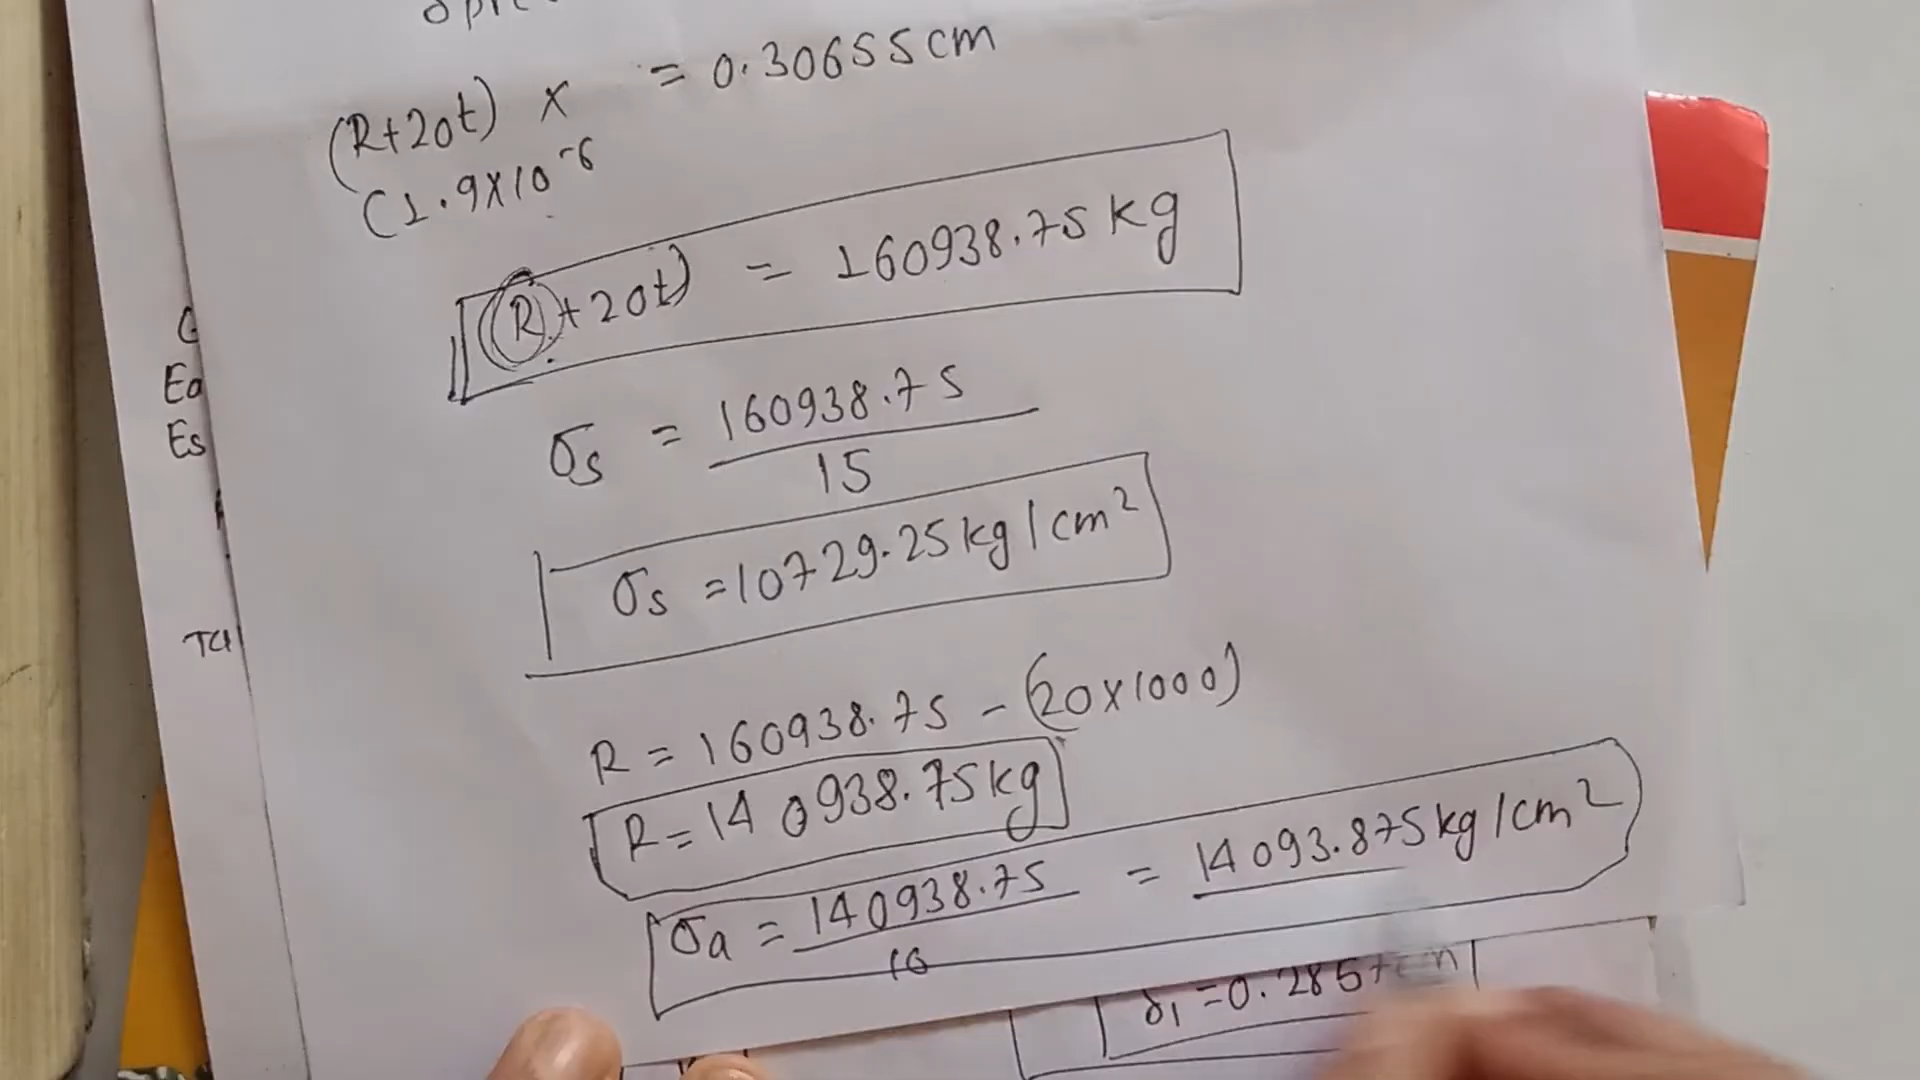 (R+20t) x = 0.30655 cm
(1.9x10⁻⁶
(R+20t) = 160938.75 kg
σs = 160938.75
15
σs = 10729.25 kg/cm²
R = 160938.75 - (20x1000)
R = 140938.75 kg
σa = 140938.75 = 14093.875 kg/cm²
10
δ₁ = 0.2857 cm
Ea
Es